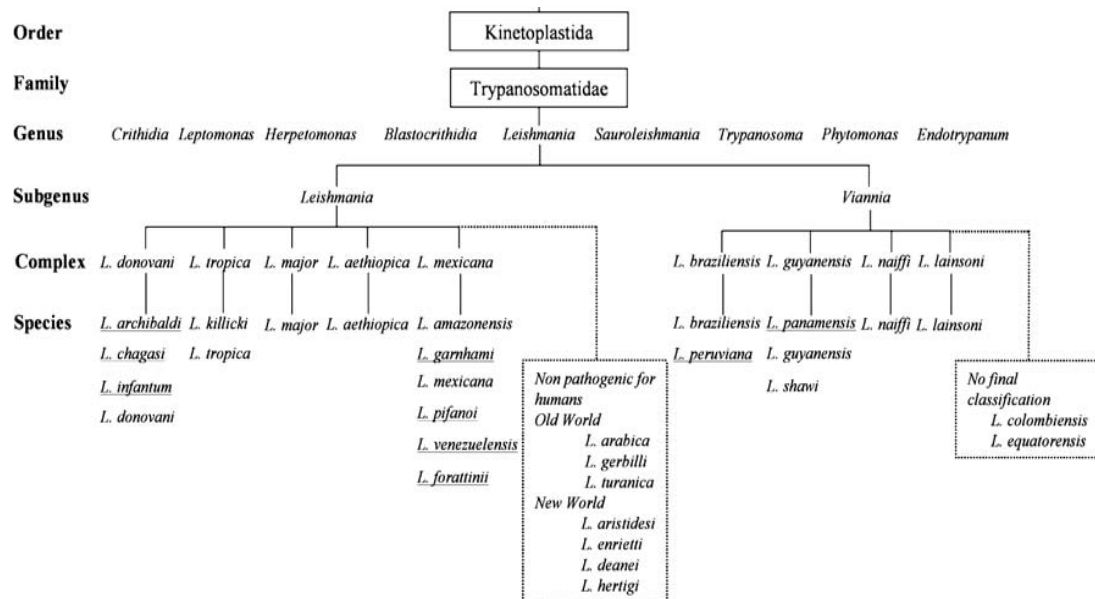 Order
Kinetoplastida
Family
Trypanosomatidae
Genus
Crithidia Leptomonas Herpetomonas Blastocrithidia Leishmania Sauroleishmania Trypanosoma Phytomonas Endotrypanum
Subgenus
Leishmania
Viannia
Complex
L. donovani L. tropica L. major L. aethiopica L. mexicana
L. braziliensis L. guyanensis L. naiffi L. lainsoni
Species
L. archibaldi L. killicki L. major L. aethiopica L. amazonensis
L. chagasi L. tropica
L. garnhami
L. infantum
L. mexicana
L. donovani
L. pifanoi
L. venezuelensis
L. forattinii
Non pathogenic for
humans
Old World
L. arabica
L. gerbilli
L. turanica
New World
L. aristidesi
L. enrietti
L. deanei
L. hertigi
L. braziliensis L. panamensis L. naiffi L. lainsoni
L. peruviana L. guyanensis
L. shawi
No final
classification
L. colombiensis
L. equatorensis